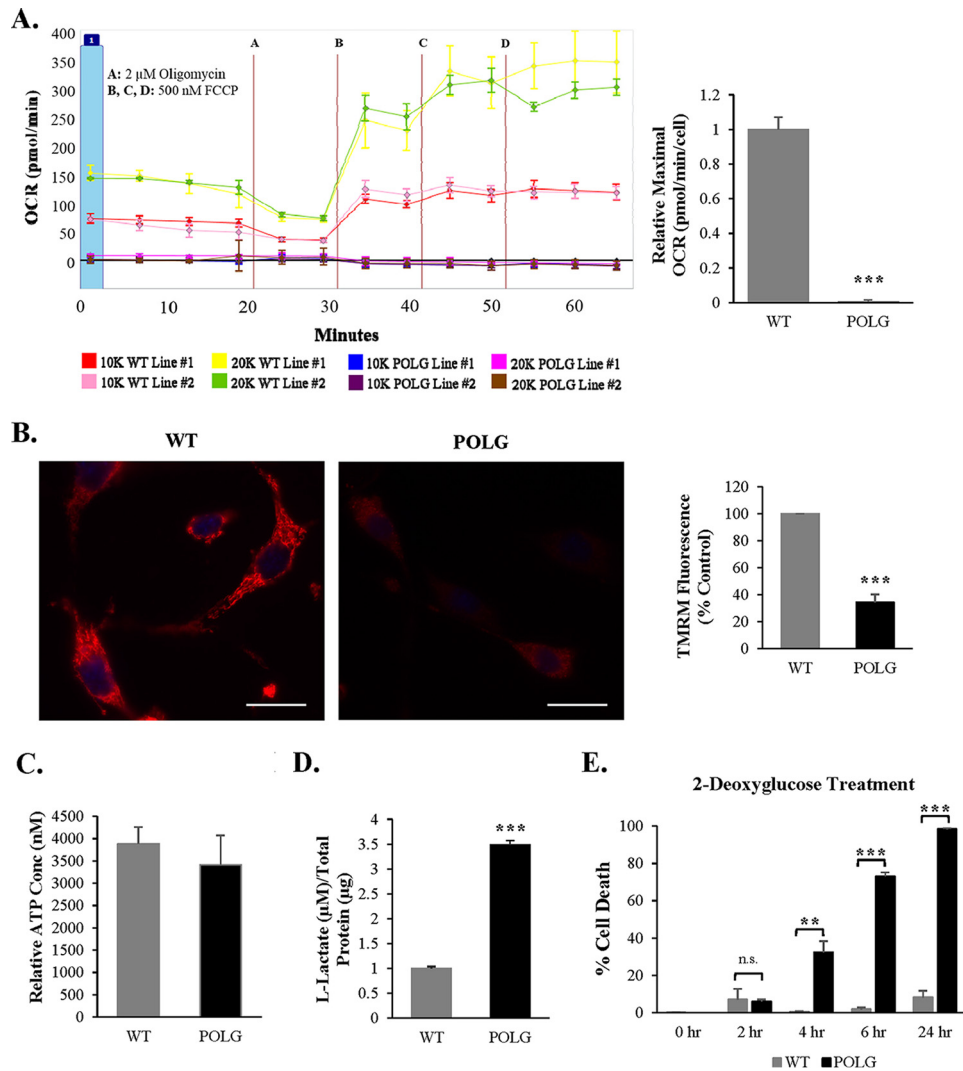 A.
400
350
300
250
200
150
100
50
0
OCR (pmol/min)
1
A
B
C
D
A: 2 µM Oligomycin
B, C, D: 500 nM FCCP
0
10
20
30
40
50
60
Minutes
10K WT Line #1
20K WT Line #1
10K POLG Line #1
20K POLG Line #1
10K WT Line #2
20K WT Line #2
10K POLG Line #2
20K POLG Line #2
Relative Maximal
OCR (pmol/min/cell)
1.2
1
0.8
0.6
0.4
0.2
0
***
WT
POLG
B.
WT
POLG
TMRM Fluorescence
(% Control)
120
100
80
60
40
20
0
***
WT
POLG
C.
Relative ATP Conc (nM)
4500
4000
3500
3000
2500
2000
1500
1000
500
0
WT
POLG
D.
L-Lactate (µM)/Total
Protein (µg)
4
3.5
3
2.5
2
1.5
1
0.5
0
***
WT
POLG
E.
2-Deoxyglucose Treatment
% Cell Death
100
80
60
40
20
0
n.s.
**
***
***
0 hr
2 hr
4 hr
6 hr
24 hr
WT
POLG